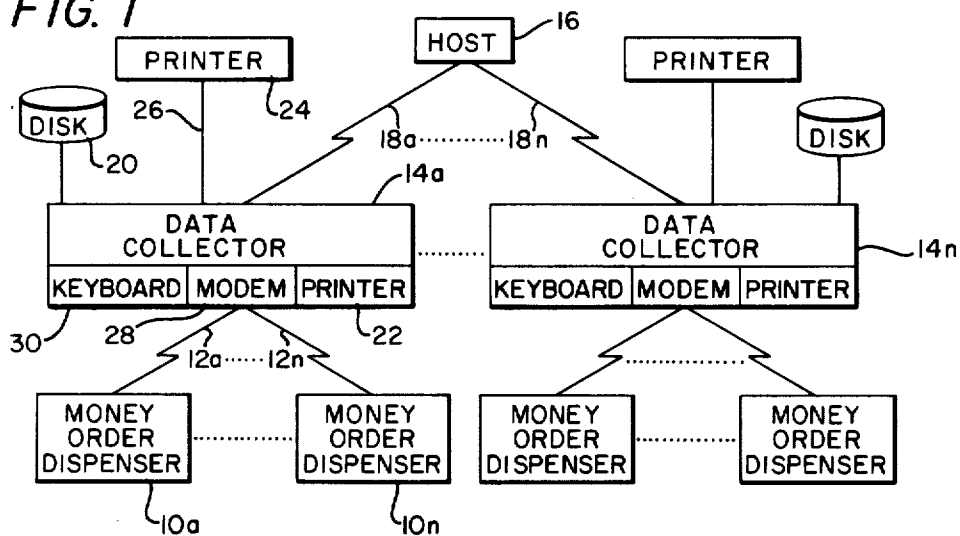 FIG. 1
HOST
16
PRINTER
24
PRINTER
DISK
20
26
18a
18n
DISK
14a
DATA
COLLECTOR
KEYBOARD
MODEM
PRINTER
DATA
COLLECTOR
KEYBOARD
MODEM
PRINTER
14n
30
28
22
12a
12n
MONEY
ORDER
DISPENSER
MONEY
ORDER
DISPENSER
MONEY
ORDER
DISPENSER
MONEY
ORDER
DISPENSER
10a
10n